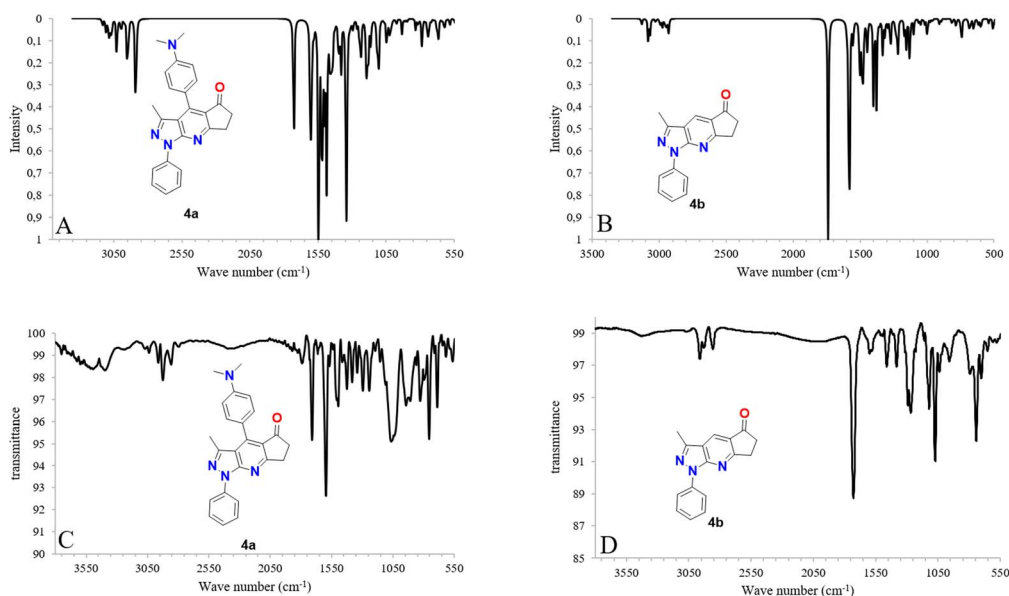 0
0,1
0,2
0,3
0,4
0,5
0,6
0,7
0,8
0,9
1
Intensity
N
O
N
N
N
4a
A
3050 2550 2050 1550 1050 550
Wave number (cm-1)
0
0,1
0,2
0,3
0,4
0,5
0,6
0,7
0,8
0,9
1
Intensity
O
N
N
N
4b
B
3500 3000 2500 2000 1500 1000 500
Wave number (cm-1)
100
99
98
97
96
95
94
93
92
91
90
transmittance
N
O
N
N
N
4a
C
3550 3050 2550 2050 1550 1050 550
Wave number (cm-1)
99
97
95
93
91
89
87
85
transmittance
O
N
N
N
4b
D
3550 3050 2550 2050 1550 1050 550
Wave number (cm-1)